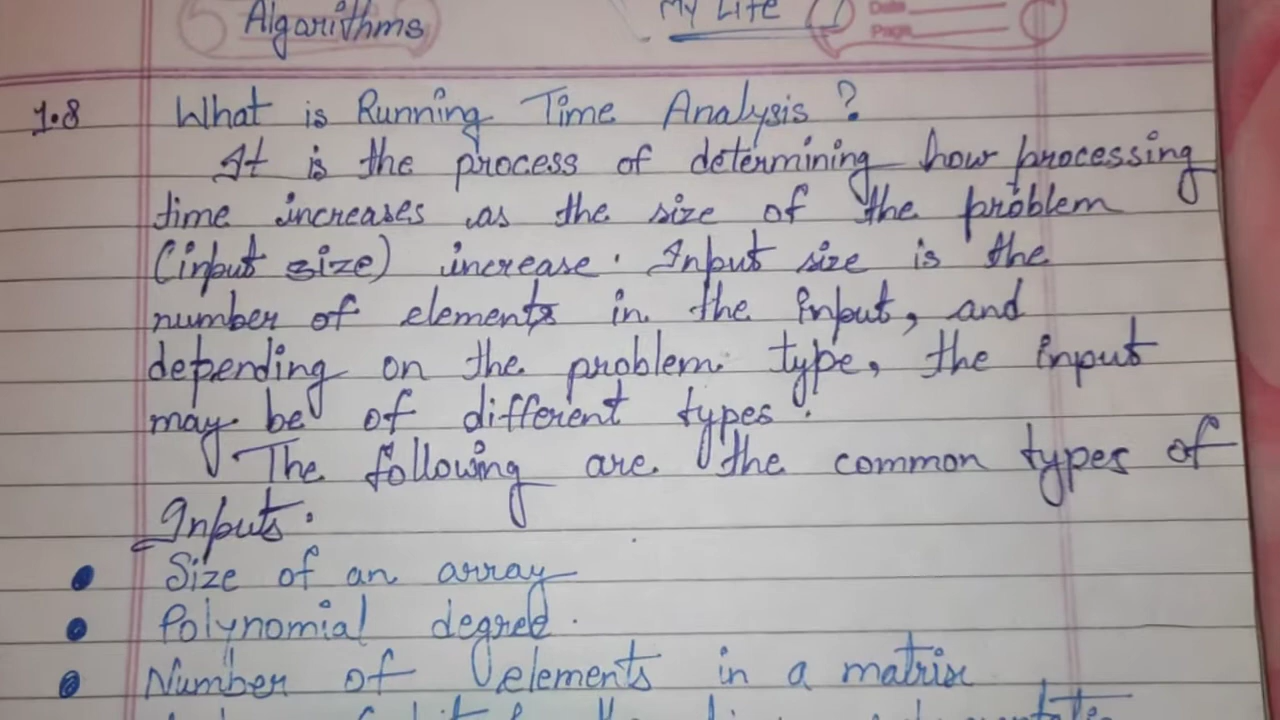 Algorithms
My Life
Date
Page
1.8 What is Running Time Analysis?
It is the process of determining how processing
time increases as the size of the problem
(input size) increase. Input size is the
number of elements in the input, and
depending on the problem type, the input
may be of different types.
The following are the common types of
Inputs.
• Size of an array
• Polynomial degree.
• Number of elements in a matrix